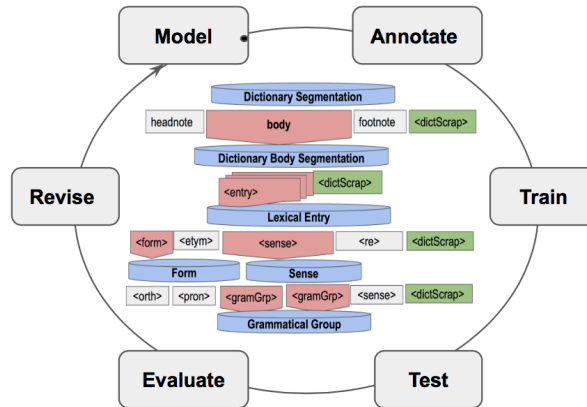 Model
Annotate
Dictionary Segmentation
headnote body footnote <dictScrap>
Dictionary Body Segmentation
<entry> <dictScrap>
Revise
Train
Lexical Entry
<form> <etym> <sense> <re> <dictScrap>
Form Sense
<orth> <pron> <gramGrp> <gramGrp> <sense> <dictScrap>
Grammatical Group
Evaluate
Test